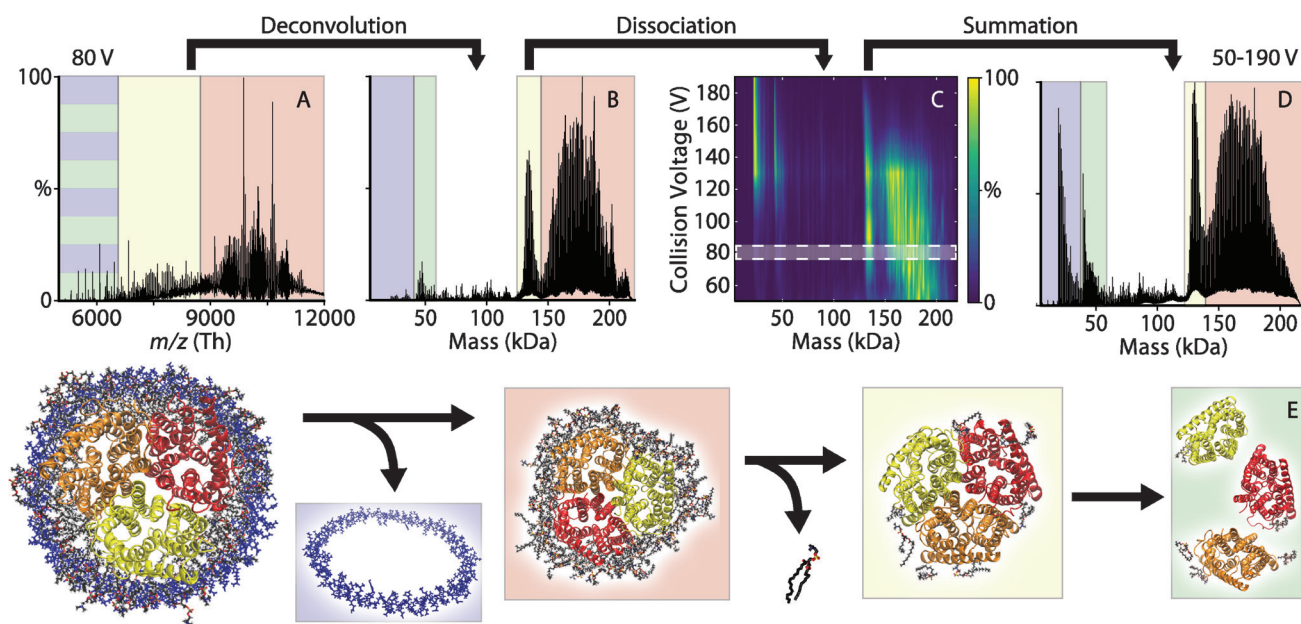 Deconvolution
Dissociation
Summation
80 V
50-190 V
100
%
0
A
6000
9000
12000
m/z (Th)
B
50
100
150
200
Mass (kDa)
Collision Voltage (V)
180
160
140
120
100
80
60
C
50
100
150
200
Mass (kDa)
100
%
0
D
50
100
150
200
Mass (kDa)
E